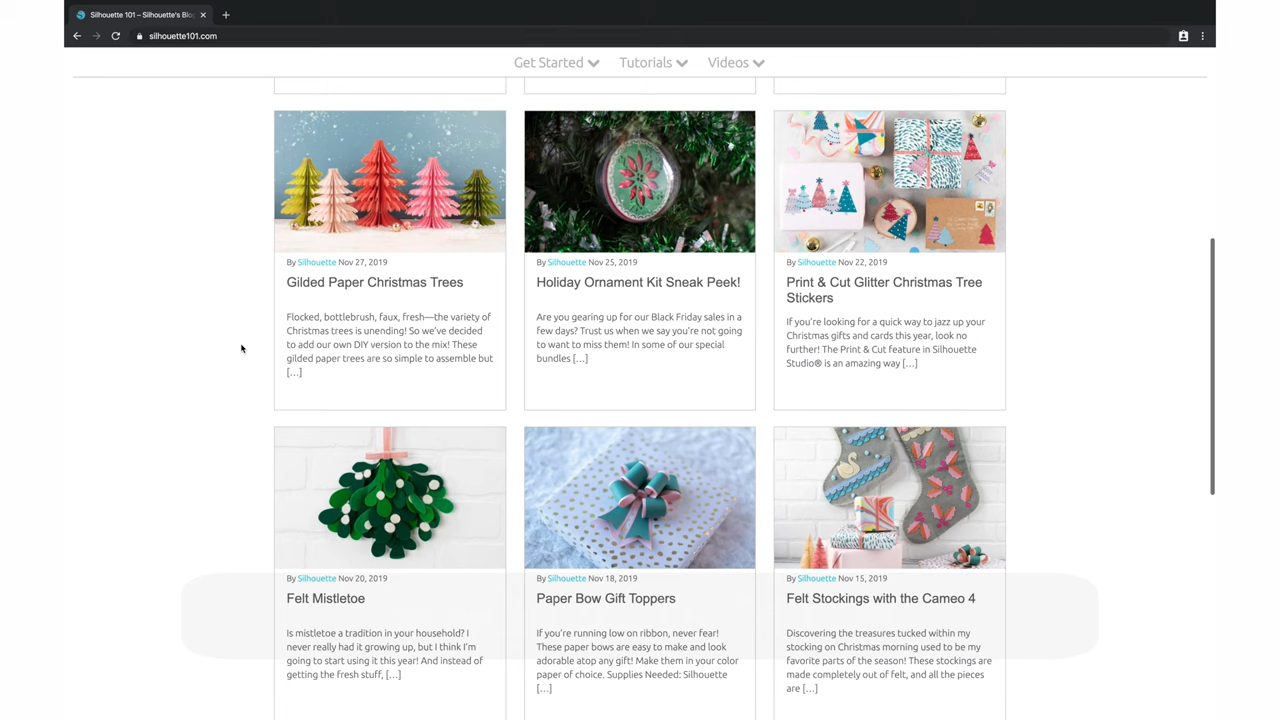 Silhouette 101 – Silhouette's Blo
silhouette101.com
Get Started
Tutorials
Videos
By Silhouette Nov 27, 2019
Gilded Paper Christmas Trees
Flocked, bottlebrush, faux, fresh—the variety of
Christmas trees is unending! So we've decided
to add our own DIY version to the mix! These
gilded paper trees are so simple to assemble but
[…]
By Silhouette Nov 25, 2019
Holiday Ornament Kit Sneak Peek!
Are you gearing up for our Black Friday sales in a
few days? Trust us when we say you're not going
to want to miss them! In some of our special
bundles […]
By Silhouette Nov 22, 2019
Print & Cut Glitter Christmas Tree
Stickers
If you're looking for a quick way to jazz up your
Christmas gifts and cards this year, look no
further! The Print & Cut feature in Silhouette
Studio® is an amazing way […]
By Silhouette Nov 20, 2019
Felt Mistletoe
Is mistletoe a tradition in your household? I
never really had it growing up, but I think I'm
going to start using it this year! And instead of
getting the fresh stuff, […]
By Silhouette Nov 18, 2019
Paper Bow Gift Toppers
If you're running low on ribbon, never fear!
These paper bows are easy to make and look
adorable atop any gift! Make them in your color
paper of choice. Supplies Needed: Silhouette
[…]
By Silhouette Nov 15, 2019
Felt Stockings with the Cameo 4
Discovering the treasures tucked within my
stocking on Christmas morning used to be my
favorite parts of the season! These stockings are
made completely out of felt, and all the pieces
are […]